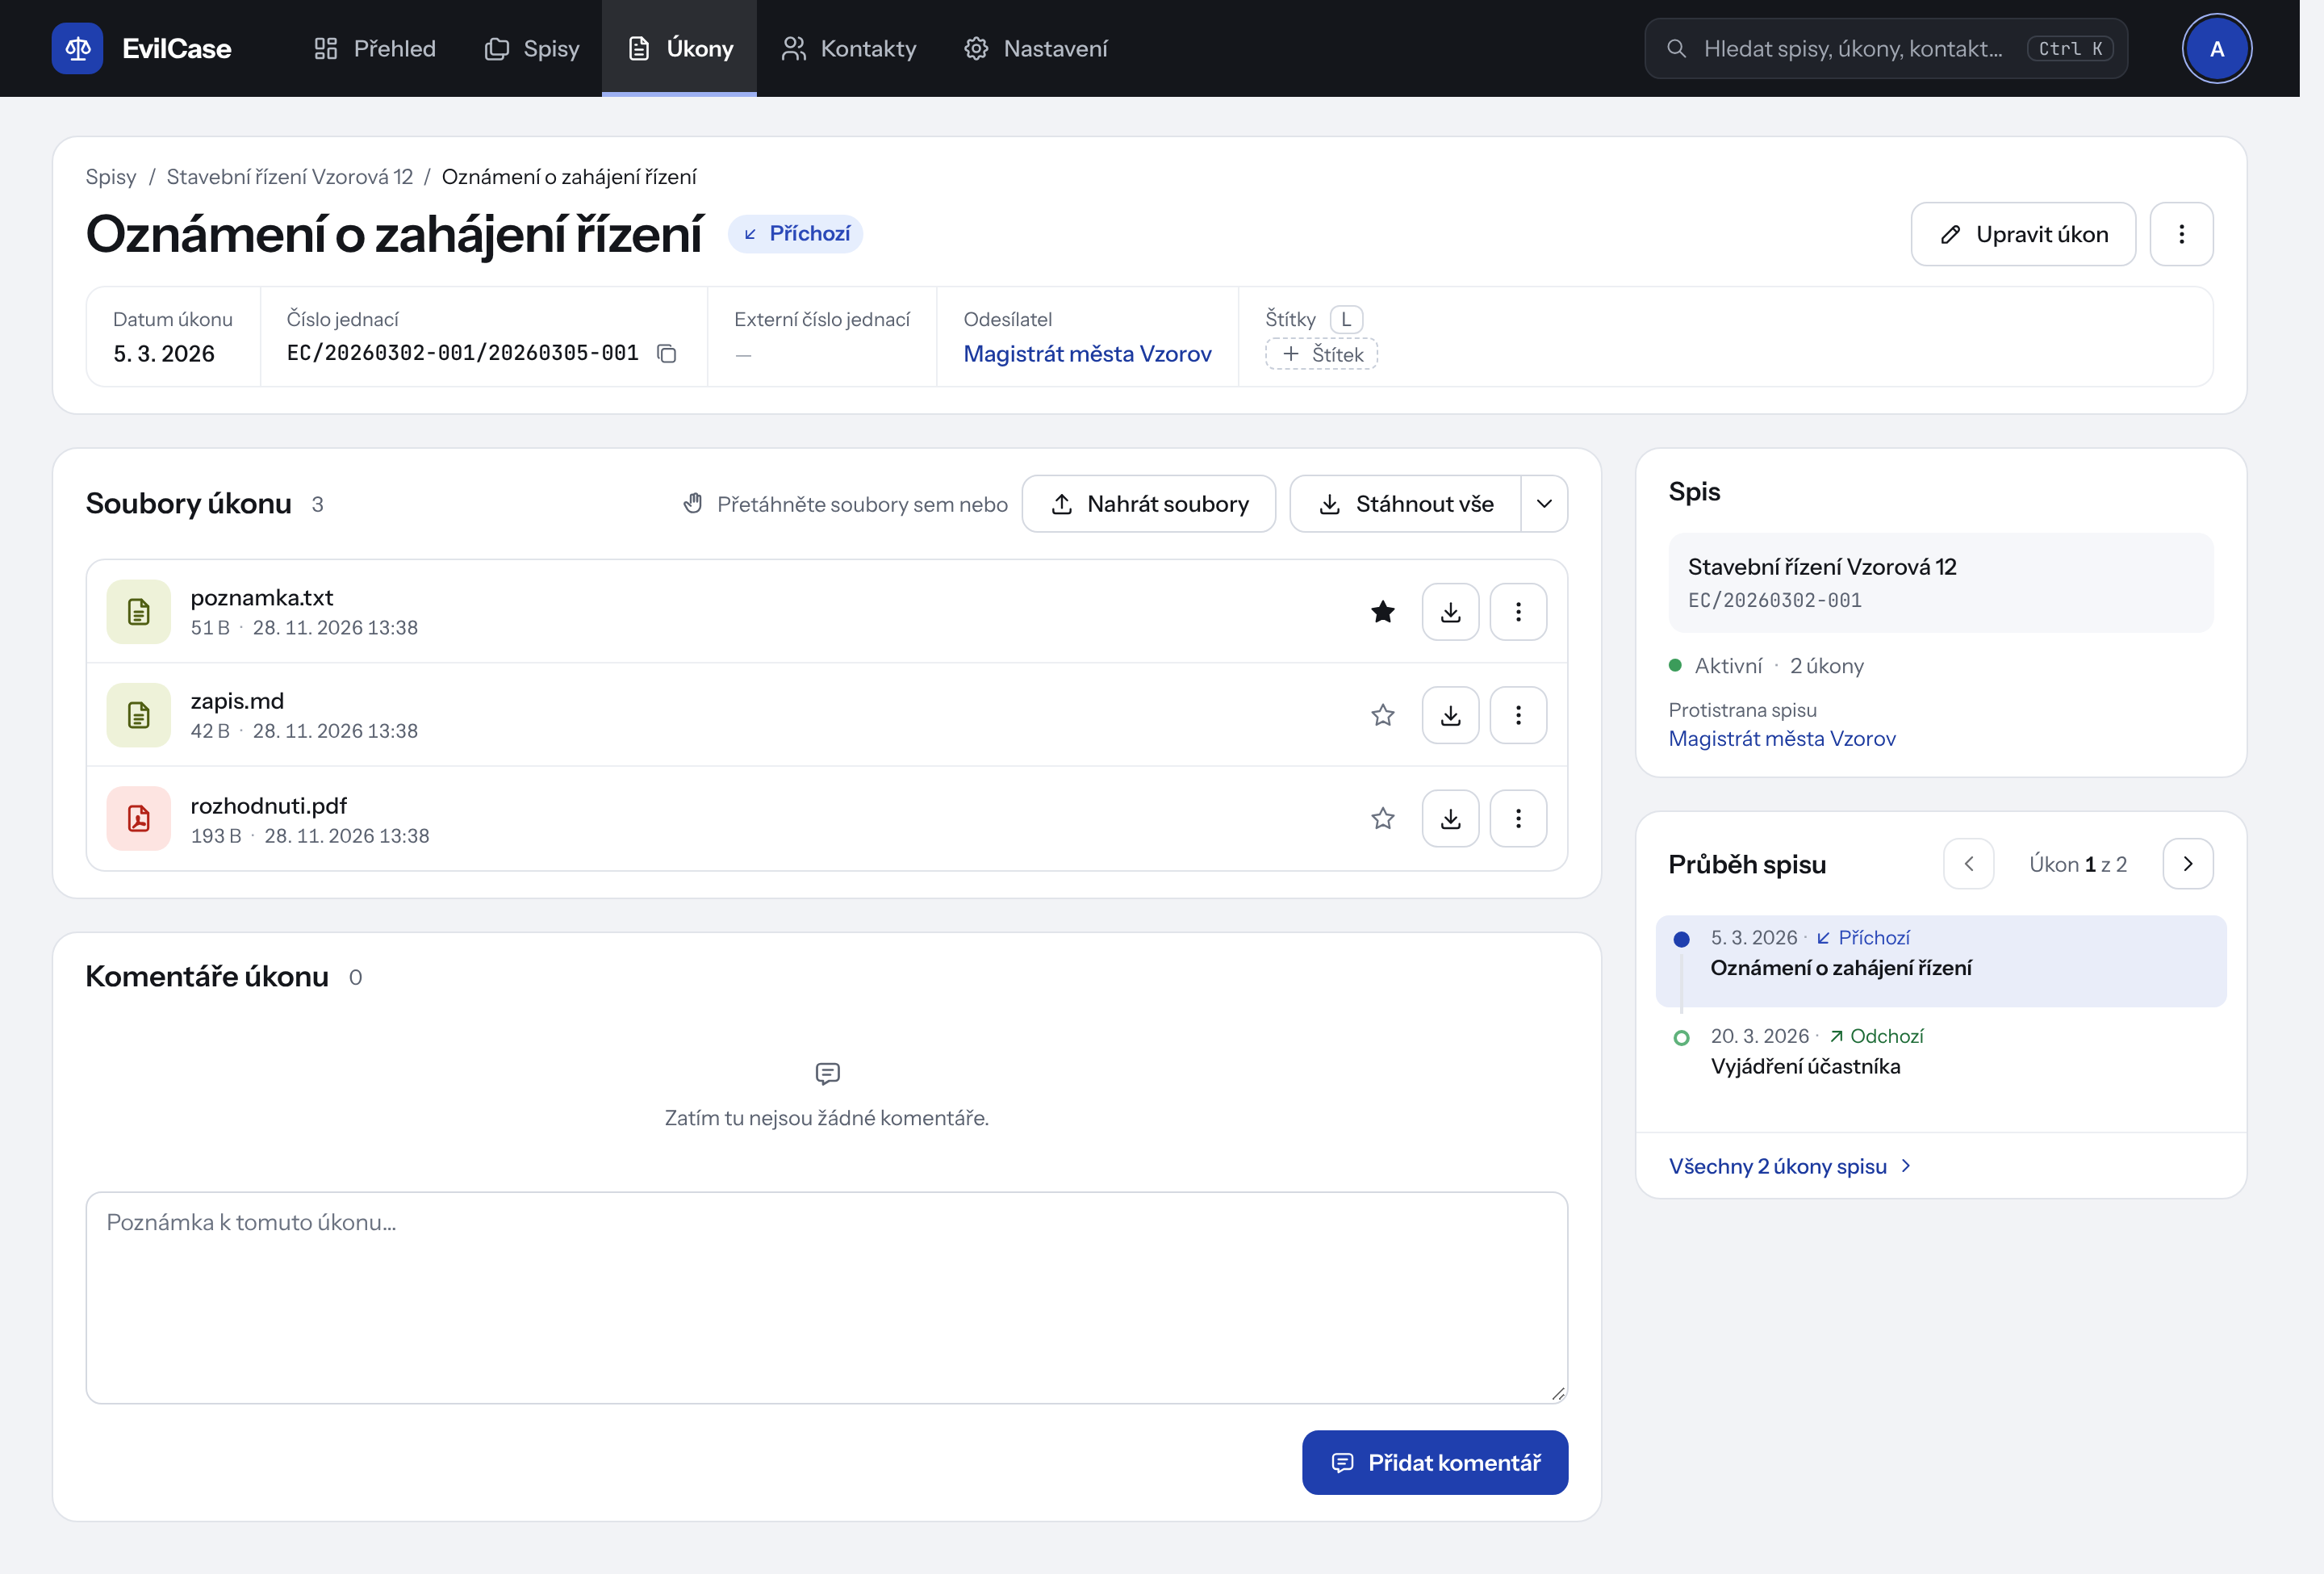 EvilCase
Přehled
Spisy
Úkony
Kontakty
Nastavení
Hledat spisy, úkony, kontakt...
Ctrl K
A
Spisy / Stavební řízení Vzorová 12 / Oznámení o zahájení řízení
Oznámení o zahájení řízení
Příchozí
Upravit úkon
Datum úkonu
5. 3. 2026
Číslo jednací
EC/20260302-001/20260305-001
Externí číslo jednací
—
Odesílatel
Magistrát města Vzorov
Štítky L
+ Štítek
Soubory úkonu 3
Přetáhněte soubory sem nebo
Nahrát soubory
Stáhnout vše
poznamka.txt
51 B · 28. 11. 2026 13:38
zapis.md
42 B · 28. 11. 2026 13:38
rozhodnuti.pdf
193 B · 28. 11. 2026 13:38
Komentáře úkonu 0
Zatím tu nejsou žádné komentáře.
Poznámka k tomuto úkonu...
Přidat komentář
Spis
Stavební řízení Vzorová 12
EC/20260302-001
Aktivní · 2 úkony
Protistrana spisu
Magistrát města Vzorov
Průběh spisu
Úkon 1 z 2
5. 3. 2026 · Příchozí
Oznámení o zahájení řízení
20. 3. 2026 · Odchozí
Vyjádření účastníka
Všechny 2 úkony spisu